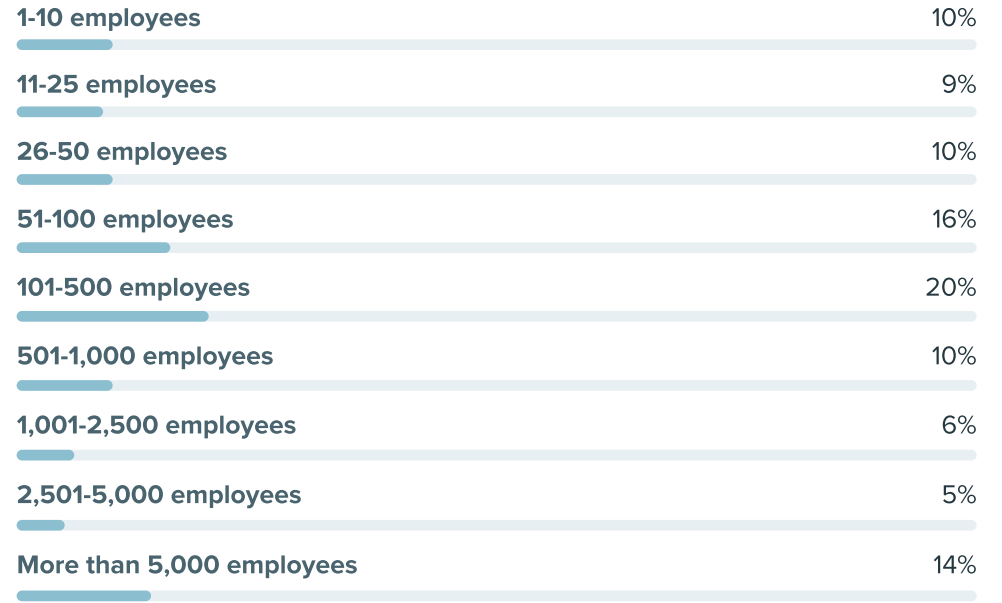 1-10 employees 10%
11-25 employees 9%
26-50 employees 10%
51-100 employees 16%
101-500 employees 20%
501-1,000 employees 10%
1,001-2,500 employees 6%
2,501-5,000 employees 5%
More than 5,000 employees 14%